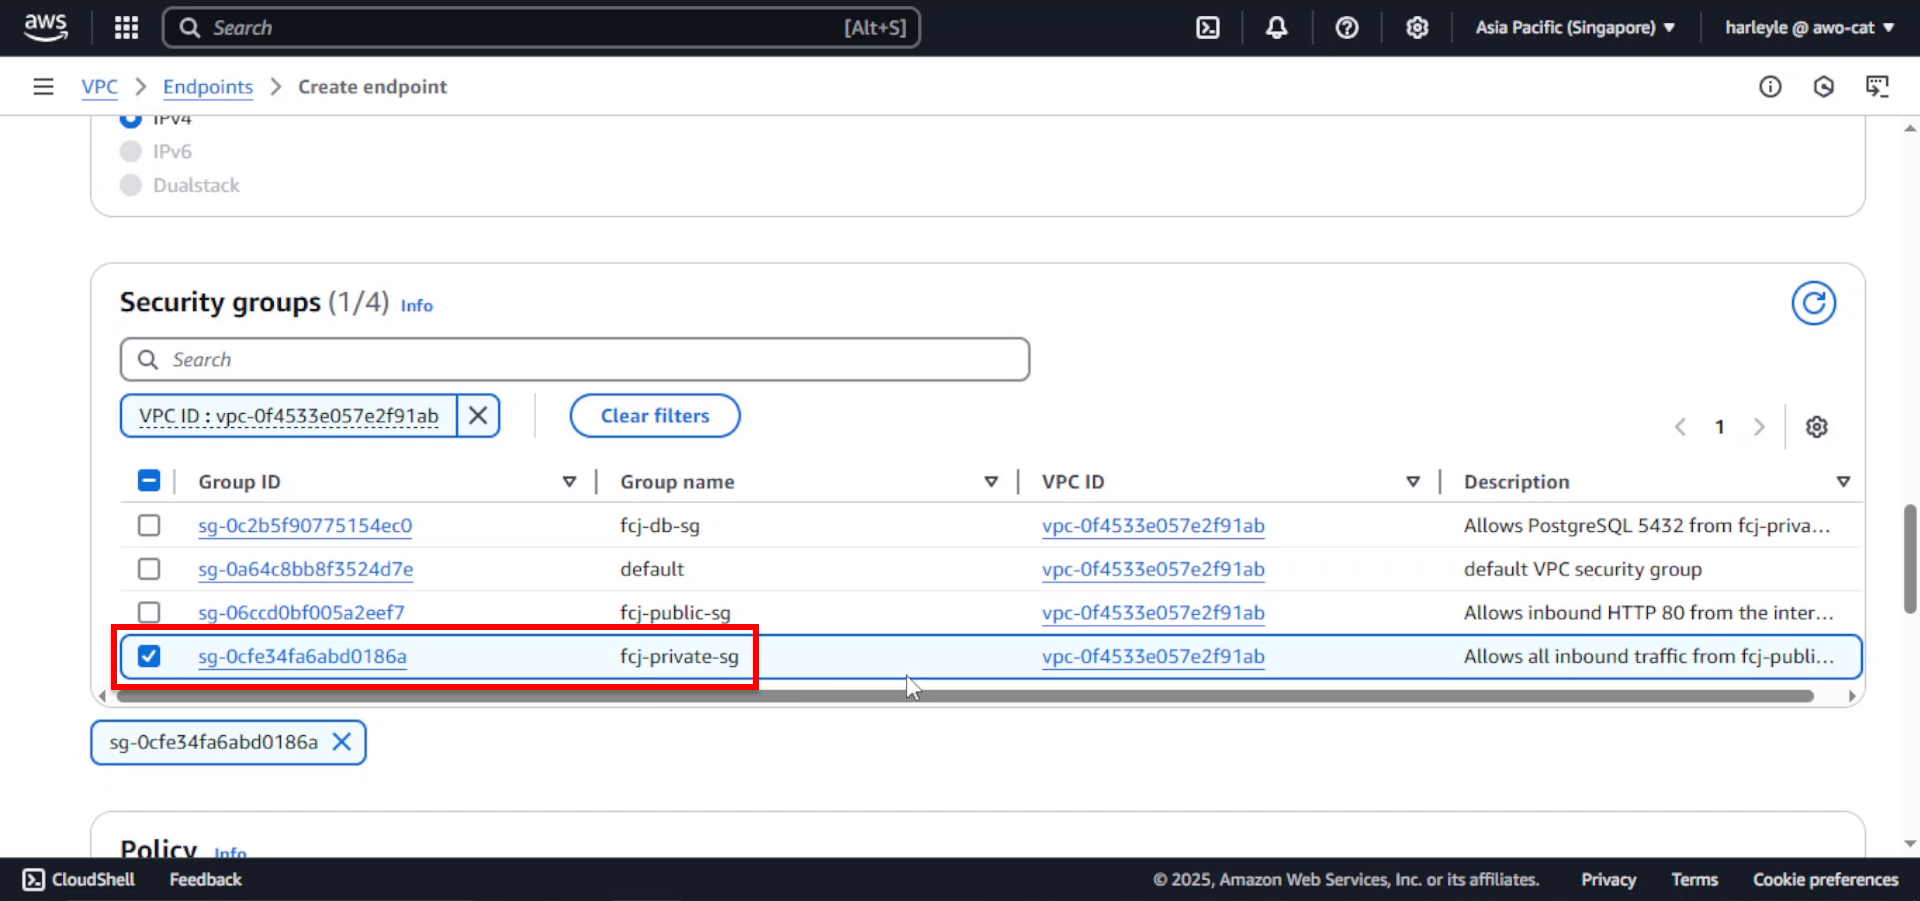 aws
Search
[Alt+S]
Asia Pacific (Singapore)
harleyle @ awo-cat
VPC
Endpoints
Create endpoint
IPv4
IPv6
Dualstack
Security groups (1/4) Info
Search
VPC ID : vpc-0f4533e057e2f91ab
Clear filters
1
Group ID
Group name
VPC ID
Description
sg-0c2b5f90775154ec0 fcj-db-sg vpc-0f4533e057e2f91ab Allows PostgreSQL 5432 from fcj-priva...
sg-0a64c8bb8f3524d7e default vpc-0f4533e057e2f91ab default VPC security group
sg-06ccd0bf005a2eef7 fcj-public-sg vpc-0f4533e057e2f91ab Allows inbound HTTP 80 from the inter...
sg-0cfe34fa6abd0186a fcj-private-sg vpc-0f4533e057e2f91ab Allows all inbound traffic from fcj-publi...
sg-0cfe34fa6abd0186a
Policy Info
CloudShell
Feedback
© 2025, Amazon Web Services, Inc. or its affiliates.
Privacy
Terms
Cookie preferences